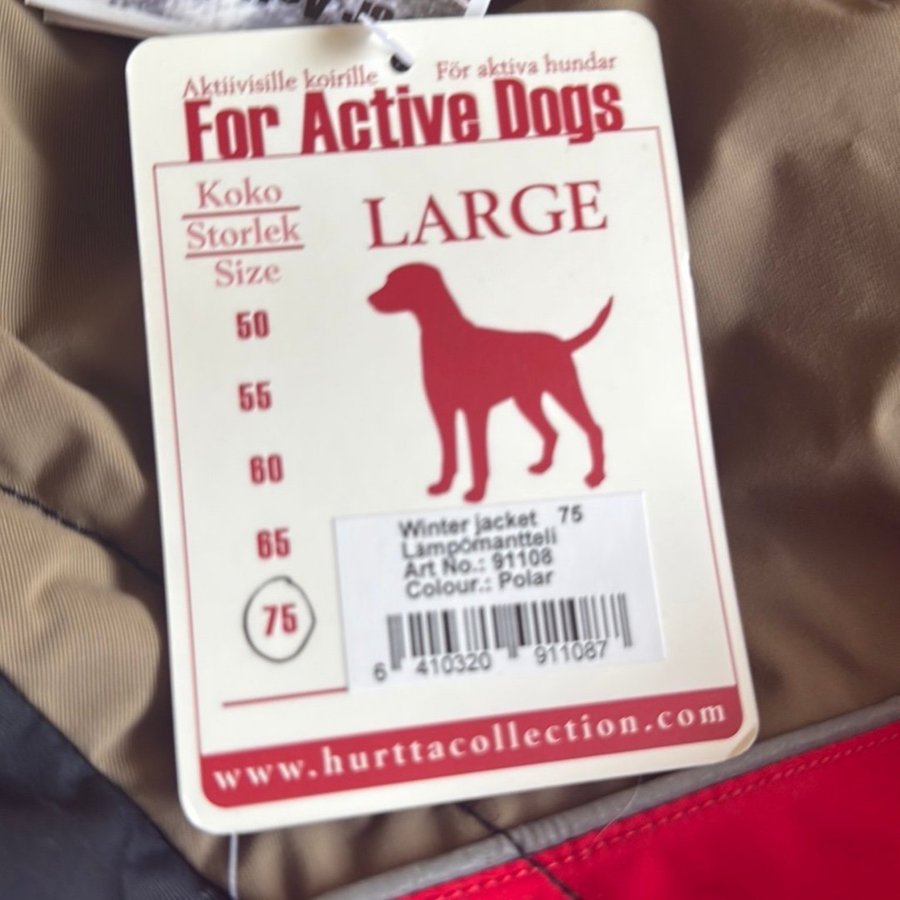 Aktiivisille koirille För aktiva hundar
For Active Dogs
Koko
Storlek
Size
LARGE
50
55
60
65
75
Winter jacket 75
Lämpömantteli
Art No.: 91108
Colour.: Polar
6 410320 911087
www.hurttacollection.com